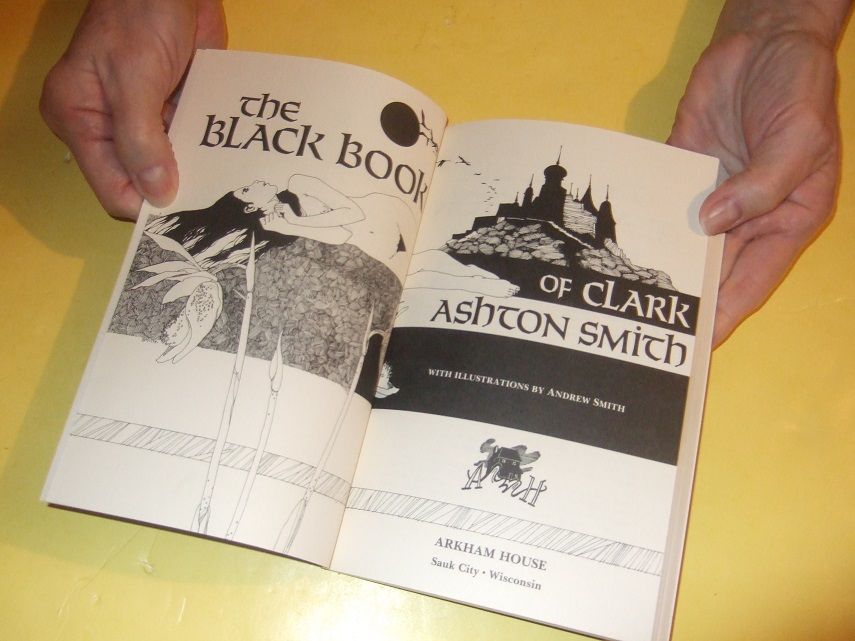 the
BLACK BOOK
OF CLARK
ASHTON SMITH
WITH ILLUSTRATIONS BY ANDREW SMITH
AH
ARKHAM HOUSE
Sauk City • Wisconsin